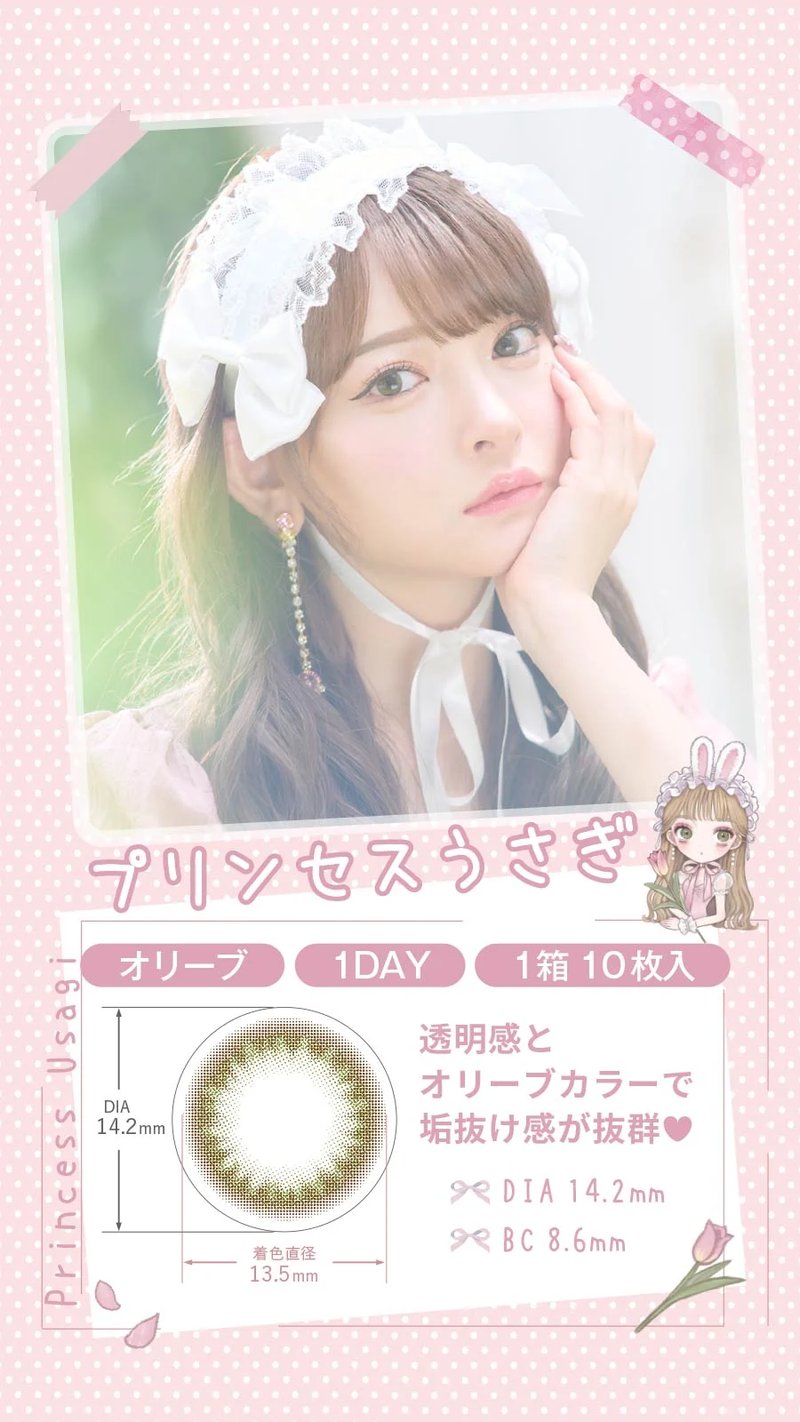 プリンセスうさぎ
オリーブ
1DAY
1箱 10枚入
Princess Usagi
DIA
14.2mm
着色直径
13.5mm
透明感と
オリーブカラーで
垢抜け感が抜群♥
DIA 14.2mm
BC 8.6mm